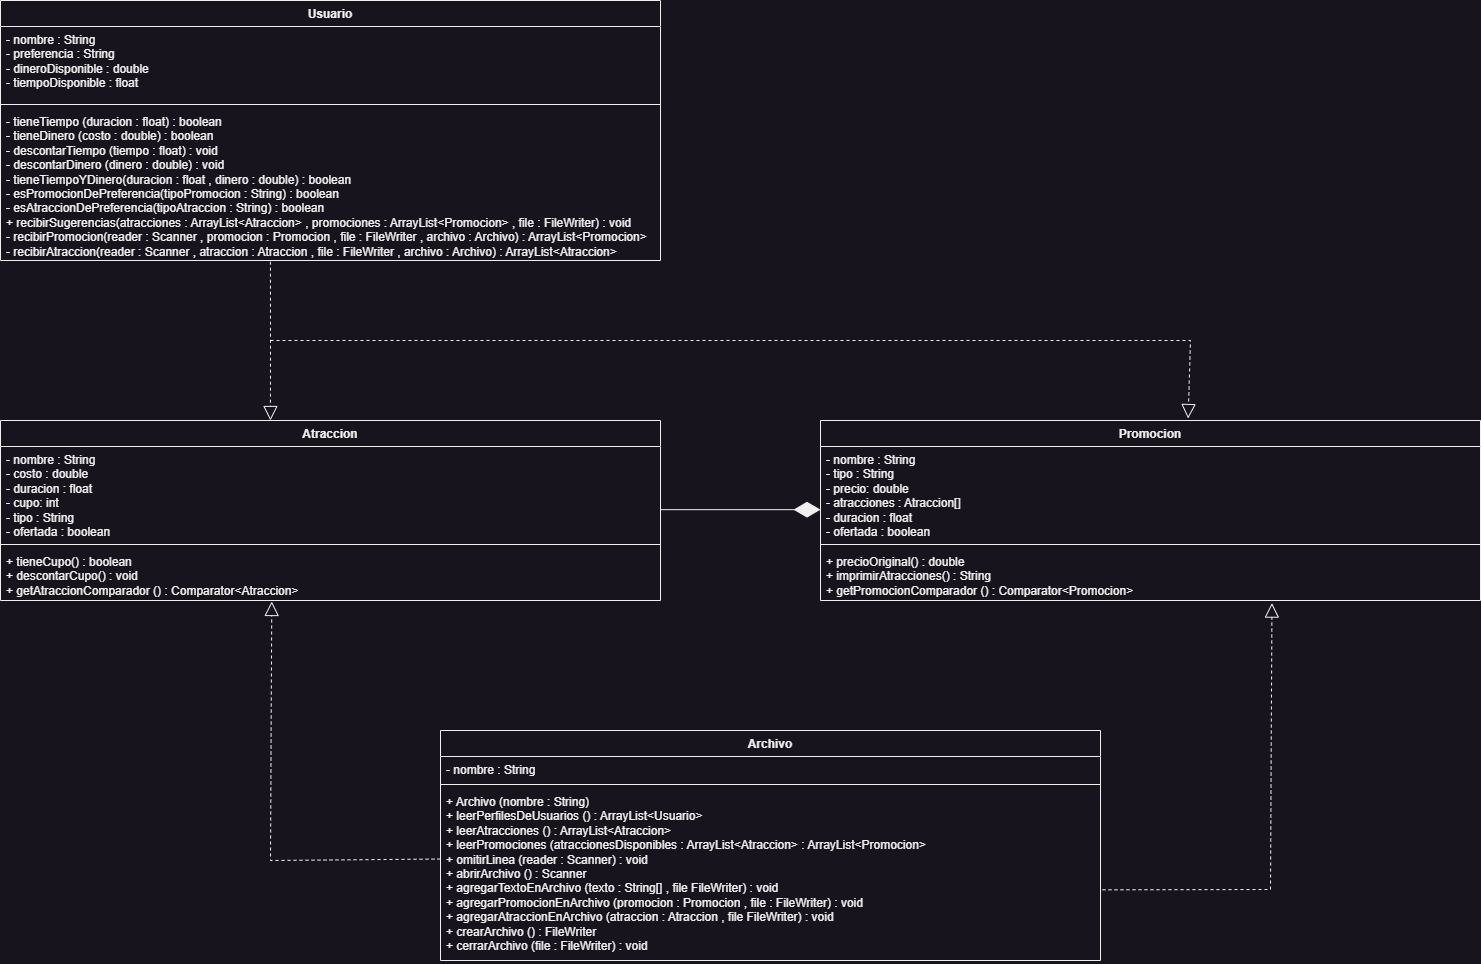 Usuario
- nombre : String
- preferencia : String
- dineroDisponible : double
- tiempoDisponible : float
- tieneTiempo (duracion : float) : boolean
- tieneDinero (costo : double) : boolean
- descontarTiempo (tiempo : float) : void
- descontarDinero (dinero : double) : void
- tieneTiempoYDinero(duracion : float , dinero : double) : boolean
- esPromocionDePreferencia(tipoPromocion : String) : boolean
- esAtraccionDePreferencia(tipoAtraccion : String) : boolean
+ recibirSugerencias(atracciones : ArrayList<Atraccion> , promociones : ArrayList<Promocion> , file : FileWriter) : void
- recibirPromocion(reader : Scanner , promocion : Promocion , file : FileWriter , archivo : Archivo) : ArrayList<Promocion>
- recibirAtraccion(reader : Scanner , atraccion : Atraccion , file : FileWriter , archivo : Archivo) : ArrayList<Atraccion>
Atraccion
- nombre : String
- costo : double
- duracion : float
- cupo: int
- tipo : String
- ofertada : boolean
+ tieneCupo() : boolean
+ descontarCupo() : void
+ getAtraccionComparador () : Comparator<Atraccion>
Promocion
- nombre : String
- tipo : String
- precio: double
- atracciones : Atraccion[]
- duracion : float
- ofertada : boolean
+ precioOriginal() : double
+ imprimirAtracciones() : String
+ getPromocionComparador () : Comparator<Promocion>
Archivo
- nombre : String
+ Archivo (nombre : String)
+ leerPerfilesDeUsuarios () : ArrayList<Usuario>
+ leerAtracciones () : ArrayList<Atraccion>
+ leerPromociones (atraccionesDisponibles : ArrayList<Atraccion> : ArrayList<Promocion>
+ omitirLinea (reader : Scanner) : void
+ abrirArchivo () : Scanner
+ agregarTextoEnArchivo (texto : String[] , file FileWriter) : void
+ agregarPromocionEnArchivo (promocion : Promocion , file : FileWriter) : void
+ agregarAtraccionEnArchivo (atraccion : Atraccion , file FileWriter) : void
+ crearArchivo () : FileWriter
+ cerrarArchivo (file : FileWriter) : void